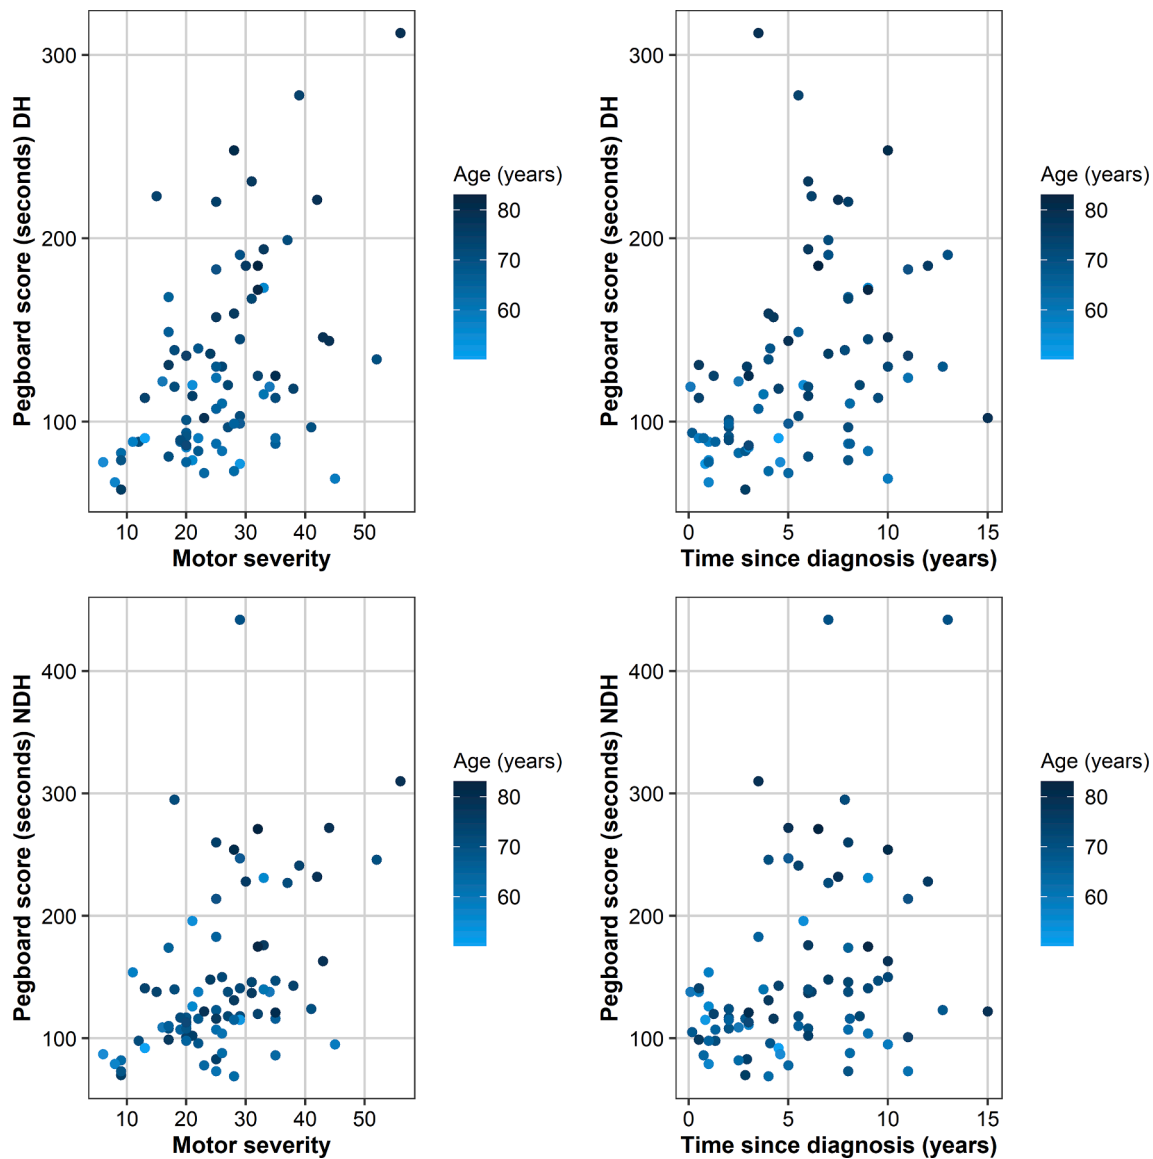 300
200
100
Pegboard score (seconds) DH
10 20 30 40 50
Motor severity
Age (years)
80
70
60
300
200
100
Pegboard score (seconds) DH
0 5 10 15
Time since diagnosis (years)
Age (years)
80
70
60
400
300
200
100
Pegboard score (seconds) NDH
10 20 30 40 50
Motor severity
Age (years)
80
70
60
400
300
200
100
Pegboard score (seconds) NDH
0 5 10 15
Time since diagnosis (years)
Age (years)
80
70
60